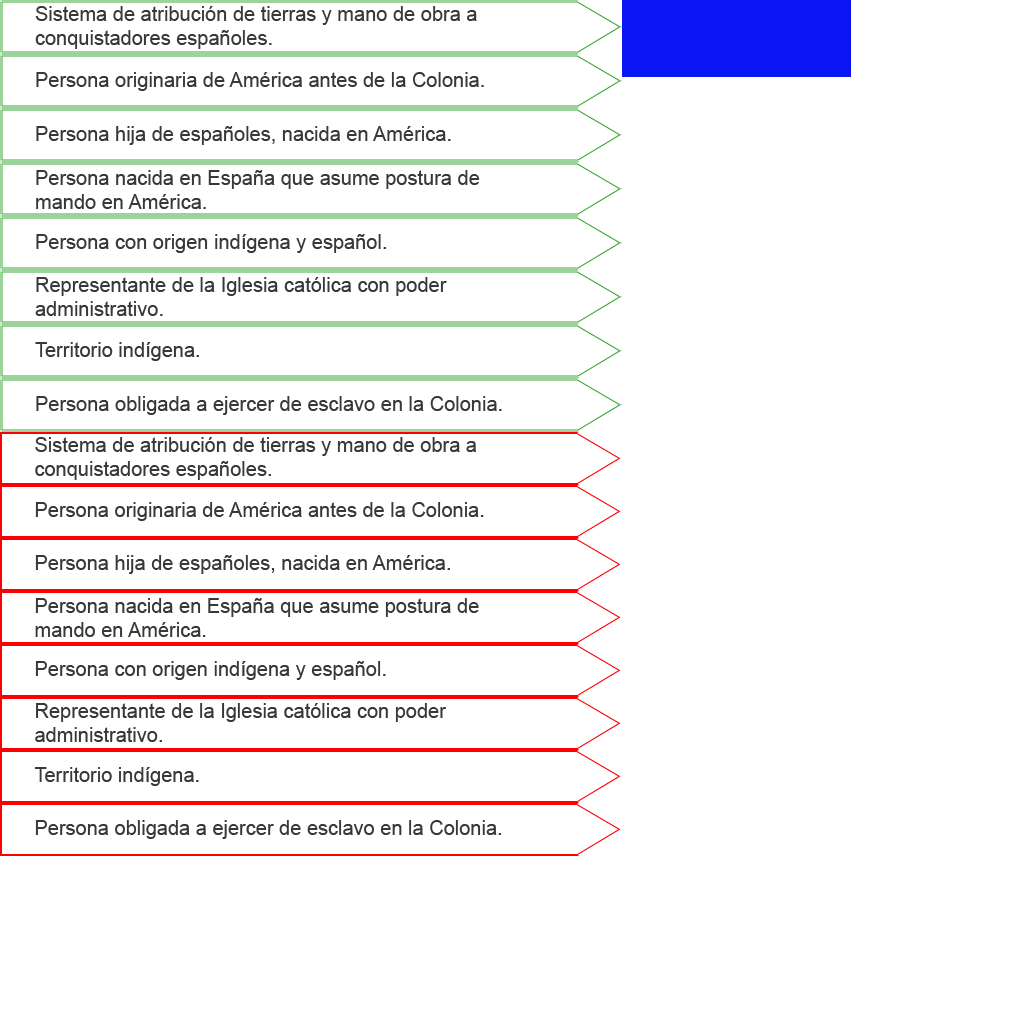 Sistema de atribución de tierras y mano de obra a
conquistadores españoles.
Persona originaria de América antes de la Colonia.
Persona hija de españoles, nacida en América.
Persona nacida en España que asume postura de
mando en América.
Persona con origen indígena y español.
Representante de la Iglesia católica con poder
administrativo.
Territorio indígena.
Persona obligada a ejercer de esclavo en la Colonia.
Sistema de atribución de tierras y mano de obra a
conquistadores españoles.
Persona originaria de América antes de la Colonia.
Persona hija de españoles, nacida en América.
Persona nacida en España que asume postura de
mando en América.
Persona con origen indígena y español.
Representante de la Iglesia católica con poder
administrativo.
Territorio indígena.
Persona obligada a ejercer de esclavo en la Colonia.